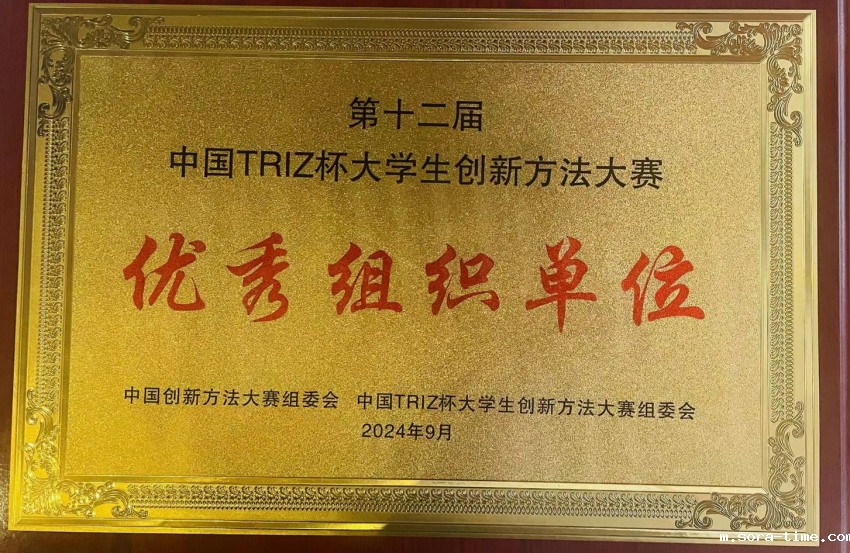 第十二届
中国TRIZ杯大学生创新方法大赛
优秀组织单位
中国创新方法大赛组委会 中国TRIZ杯大学生创新方法大赛组委会
2024年9月
m.sora-time.com